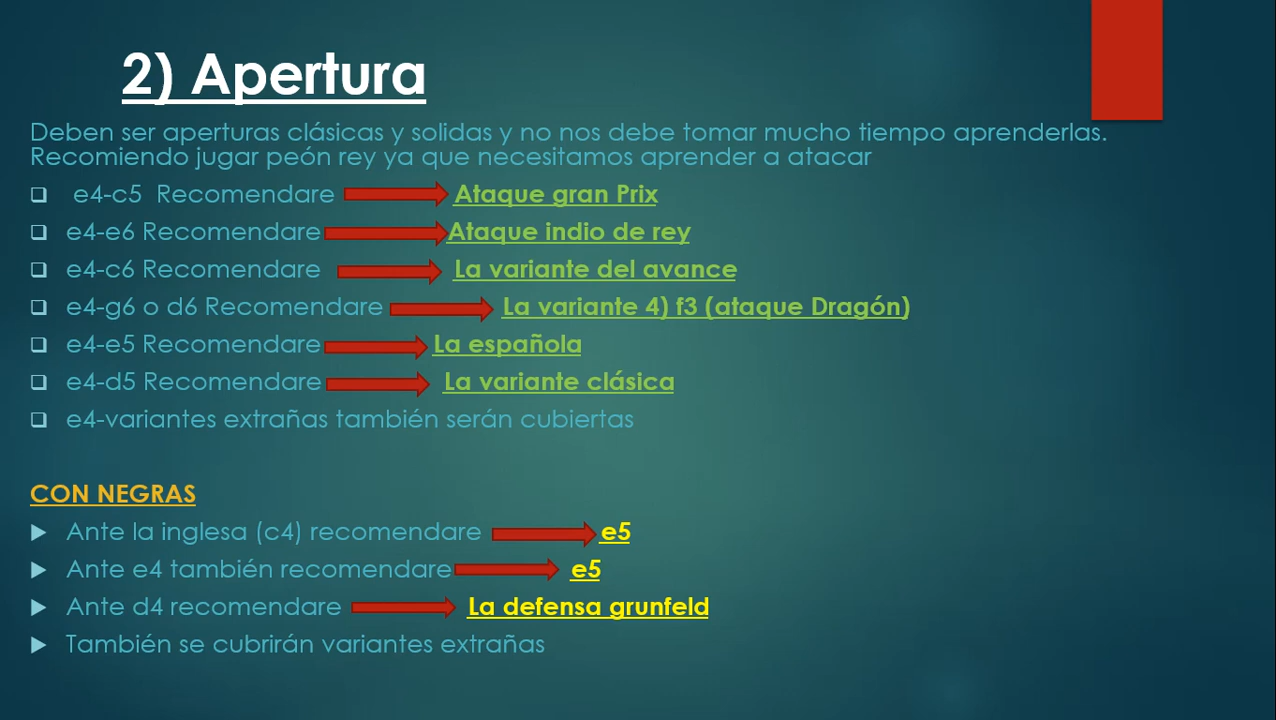 2) Apertura
Deben ser aperturas clásicas y solidas y no nos debe tomar mucho tiempo aprenderlas.
Recomiendo jugar peón rey ya que necesitamos aprender a atacar
e4-c5 Recomendare Ataque gran Prix
e4-e6 Recomendare Ataque indio de rey
e4-c6 Recomendare La variante del avance
e4-g6 o d6 Recomendare La variante 4) f3 (ataque Dragón)
e4-e5 Recomendare La española
e4-d5 Recomendare La variante clásica
e4-variantes extrañas también serán cubiertas
CON NEGRAS
Ante la inglesa (c4) recomendare e5
Ante e4 también recomendare e5
Ante d4 recomendare La defensa grunfeld
También se cubrirán variantes extrañas